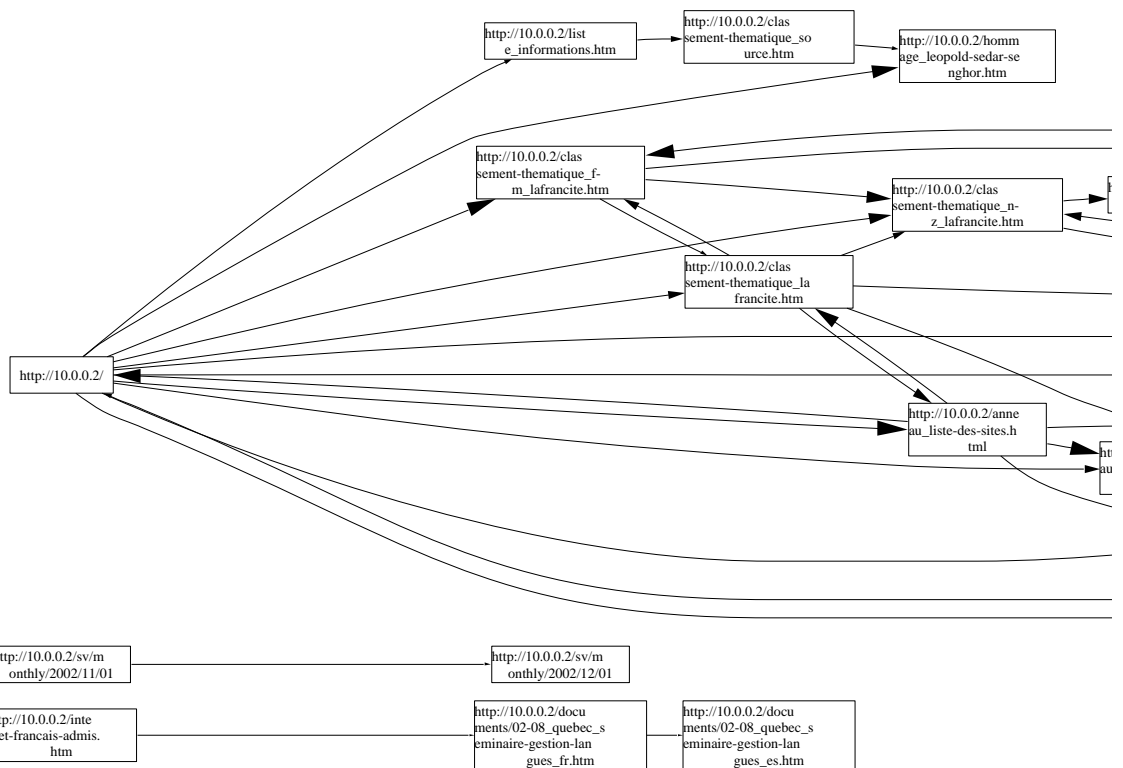 http://10.0.0.2/list
e_informations.htm
http://10.0.0.2/clas
sement-thematique_so
urce.htm
http://10.0.0.2/homm
age_leopold-sedar-se
nghor.htm
http://10.0.0.2/clas
sement-thematique_f-
m_lafrancite.htm
http://10.0.0.2/clas
sement-thematique_n-
z_lafrancite.htm
http://10.0.0.2/clas
sement-thematique_la
francite.htm
http://10.0.0.2/
http://10.0.0.2/anne
au_liste-des-sites.h
tml
htt
au
ttp://10.0.0.2/sv/m
onthly/2002/11/01
http://10.0.0.2/sv/m
onthly/2002/12/01
tp://10.0.0.2/inte
et-francais-admis.
htm
http://10.0.0.2/docu
ments/02-08_quebec_s
eminaire-gestion-lan
gues_fr.htm
http://10.0.0.2/docu
ments/02-08_quebec_s
eminaire-gestion-lan
gues_es.htm